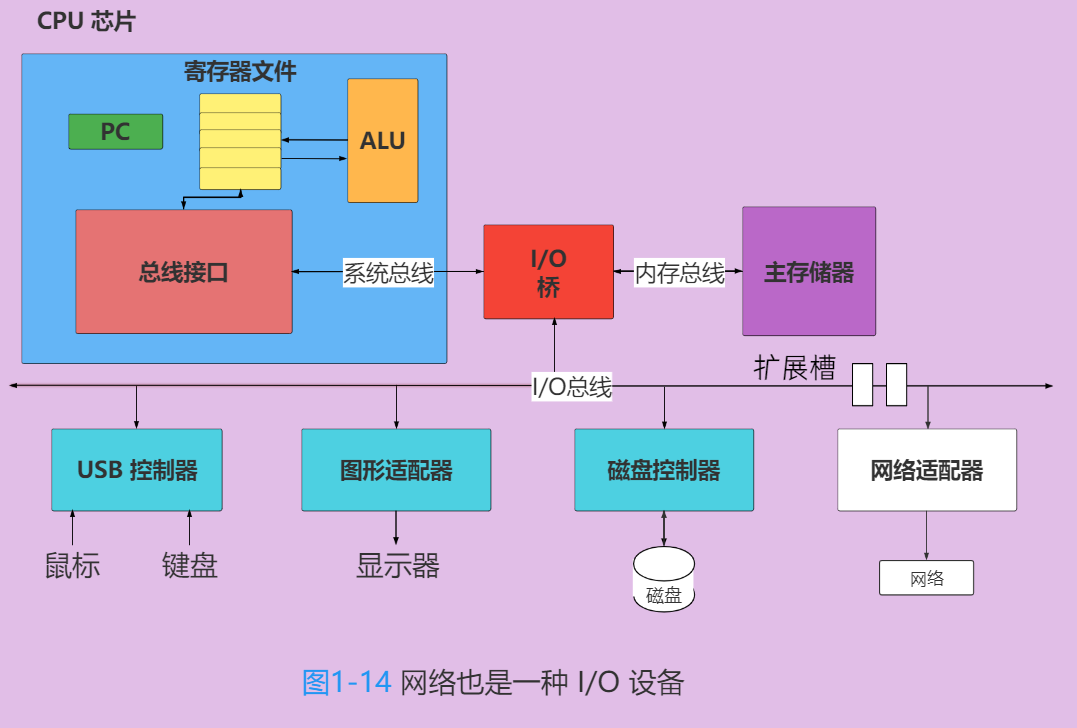 CPU 芯片
寄存器文件
PC
ALU
总线接口
系统总线
I/O
桥
内存总线
主存储器
扩展槽
I/O总线
USB 控制器
图形适配器
磁盘控制器
网络适配器
鼠标
键盘
显示器
磁盘
网络
图1-14 网络也是一种 I/O 设备